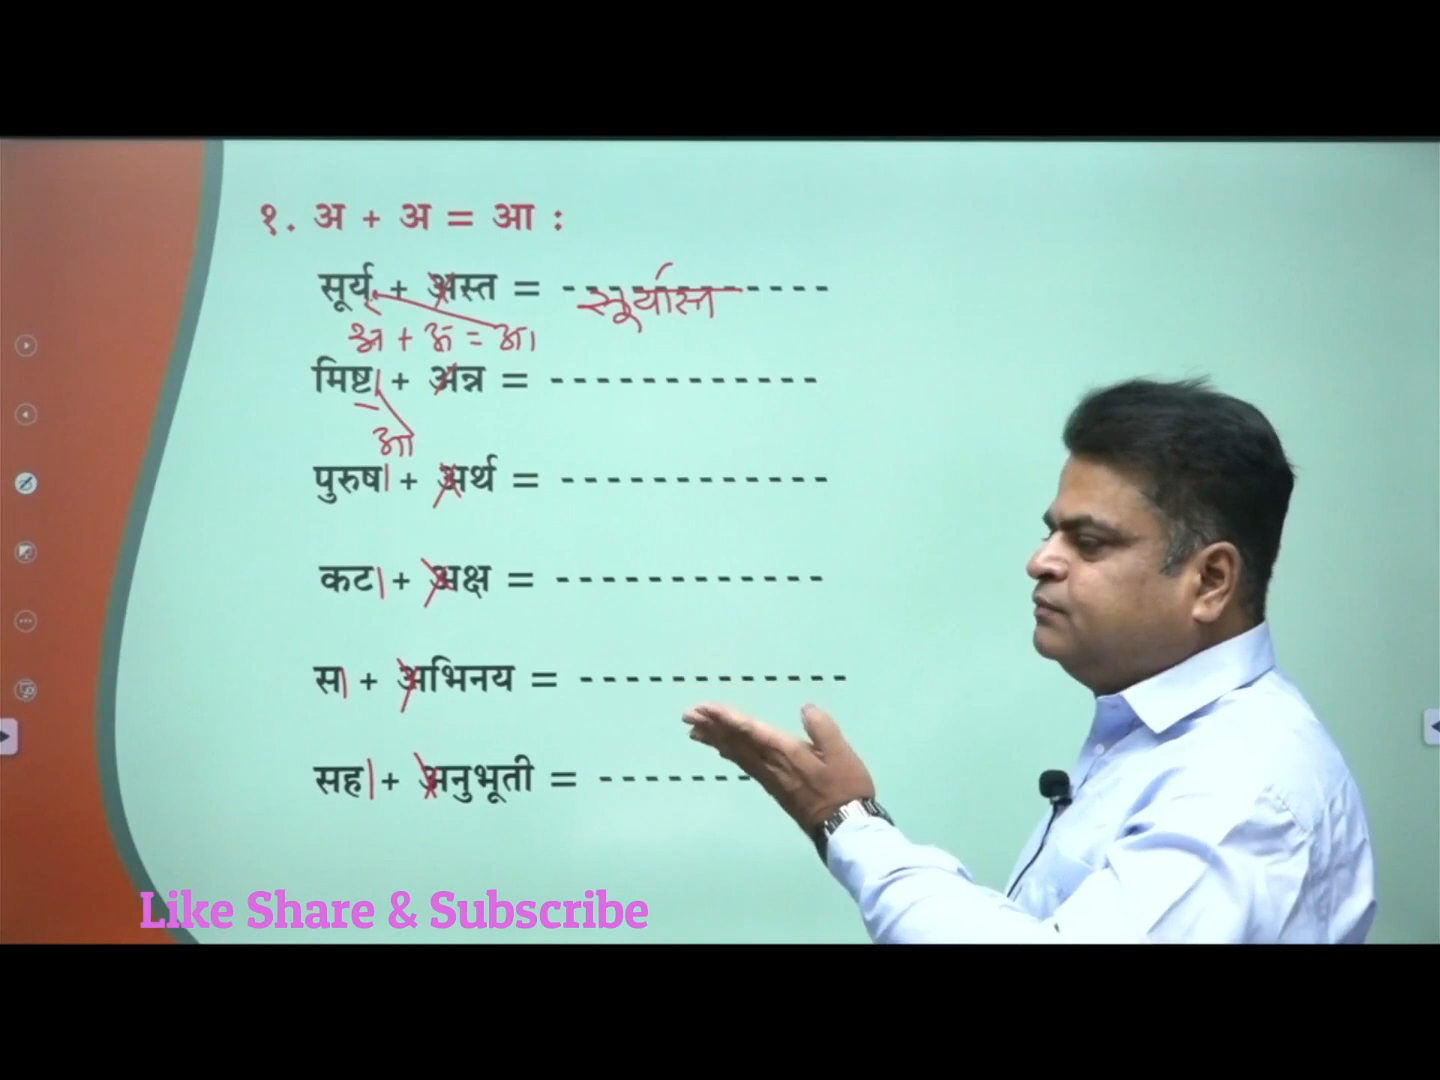 १. अ + अ = आ :
सूर्य + अस्त = - - - - - - - - - - - - सूर्यास्त
अ + अ = आ
मिष्ट + अन्न = - - - - - - - - - - - -
आ
पुरुष + अर्थ = - - - - - - - - - - - -
कट + अक्ष = - - - - - - - - - - - -
स + अभिनय = - - - - - - - - - - - -
सह + अनुभूती = - - - - - - -
Like Share & Subscribe